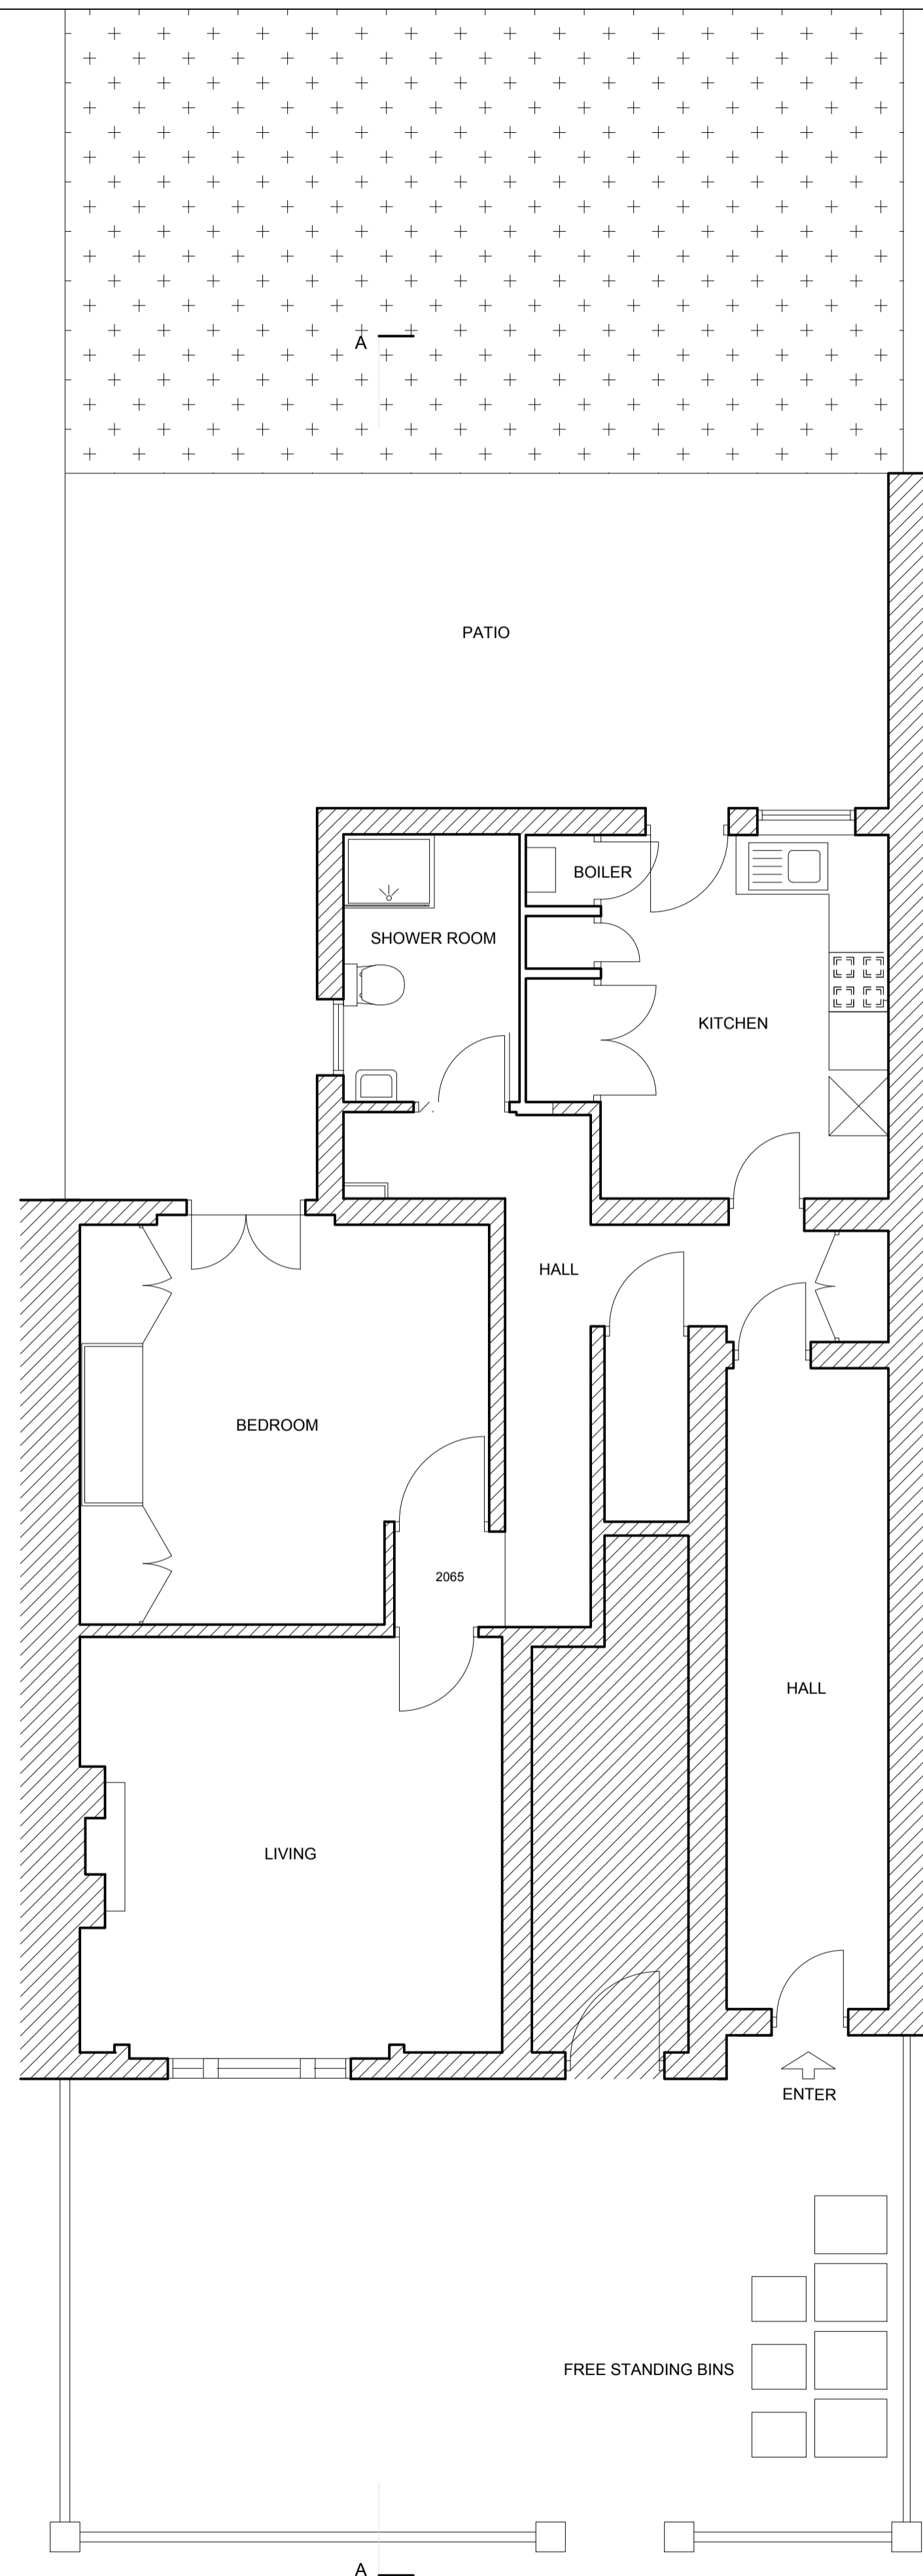 A
PATIO
BOILER
SHOWER ROOM
KITCHEN
HALL
BEDROOM
2065
HALL
LIVING
ENTER
FREE STANDING BINS
A